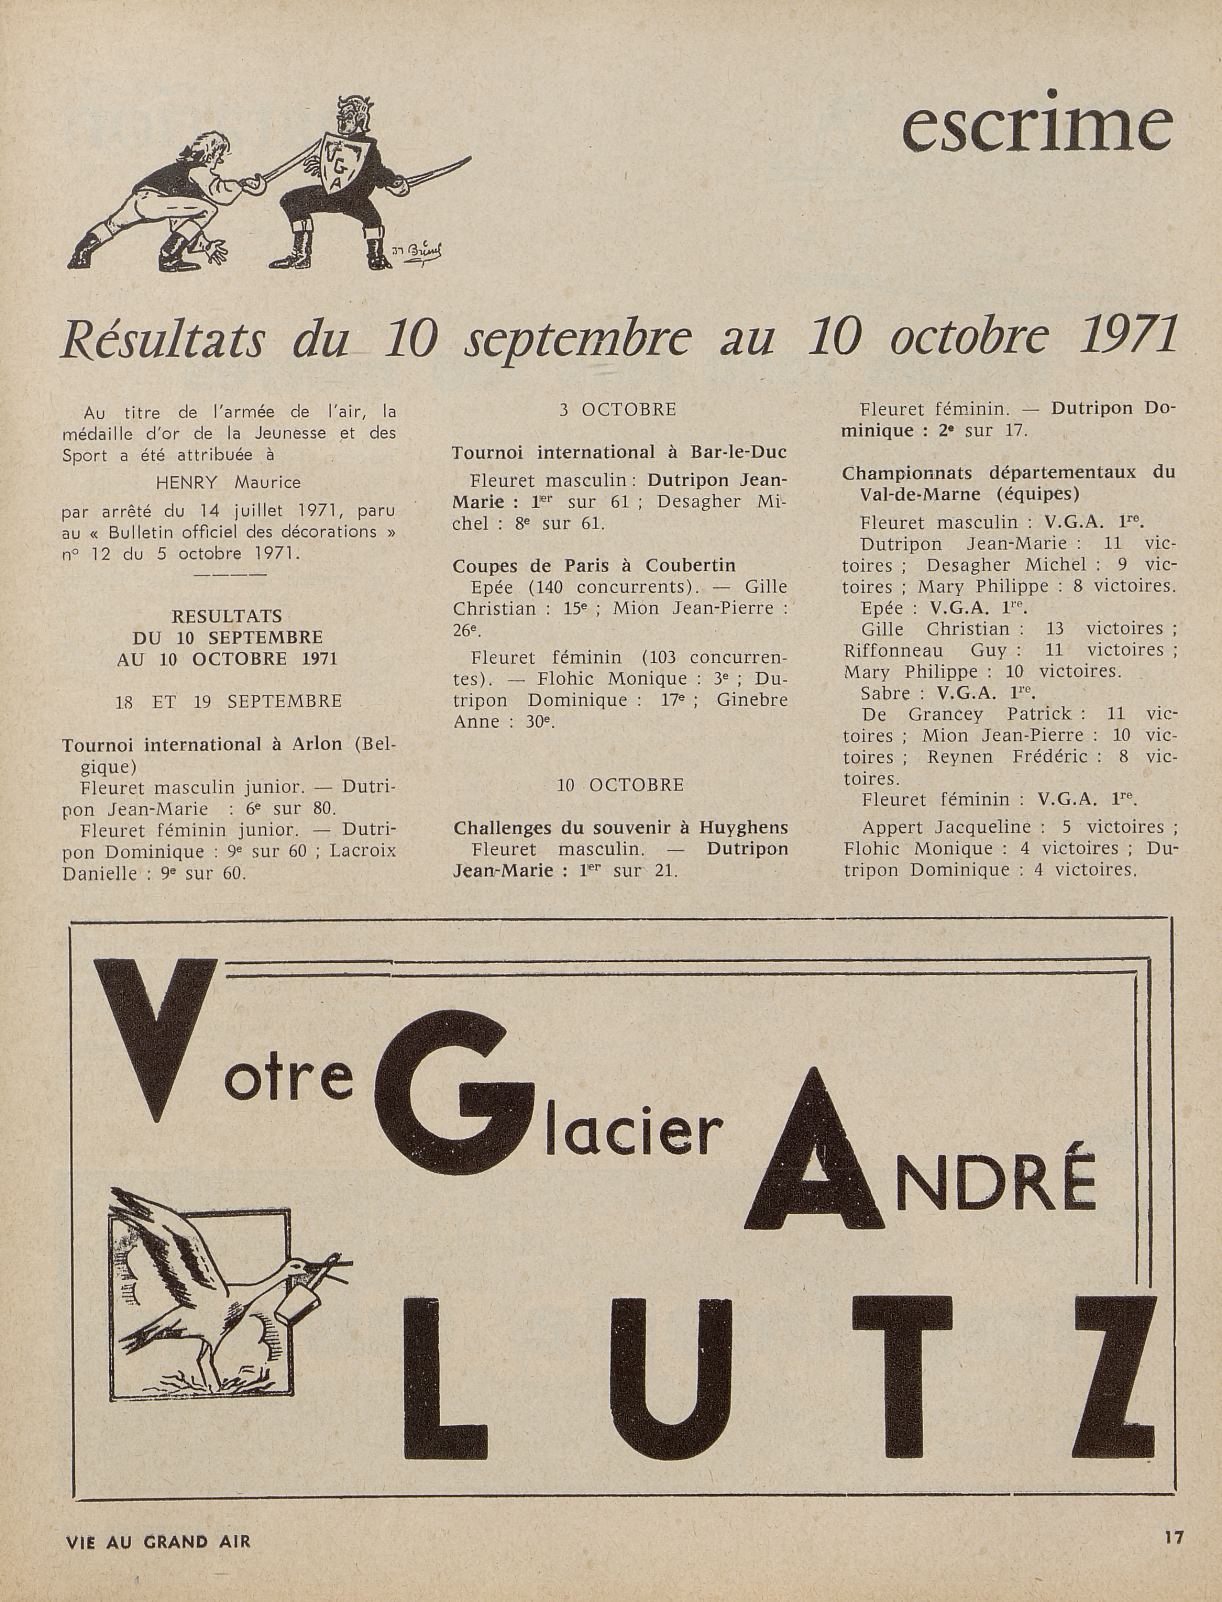 escrime
V
G
A
Résultats du 10 septembre au 10 octobre 1971
Au titre de l'armée de l'air, la
médaille d'or de la Jeunesse et des
Sport a été attribuée à
HENRY Maurice
par arrêté du 14 juillet 1971, paru
au « Bulletin officiel des décorations »
n° 12 du 5 octobre 1971.
RESULTATS
DU 10 SEPTEMBRE
AU 10 OCTOBRE 1971
18 ET 19 SEPTEMBRE
Tournoi international à Arlon (Bel-
gique)
Fleuret masculin junior. — Dutri-
pon Jean-Marie : 6e sur 80.
Fleuret féminin junior. — Dutri-
pon Dominique : 9e sur 60 ; Lacroix
Danielle : 9e sur 60.
3 OCTOBRE
Tournoi international à Bar-le-Duc
Fleuret masculin : Dutripon Jean-
Marie : 1er sur 61 ; Desagher Mi-
chel : 8e sur 61.
Coupes de Paris à Coubertin
Epée (140 concurrents). — Gille
Christian : 15e ; Mion Jean-Pierre :
26e.
Fleuret féminin (103 concurren-
tes). — Flohic Monique : 3e ; Du-
tripon Dominique : 17e ; Ginebre
Anne : 30e.
10 OCTOBRE
Challenges du souvenir à Huyghens
Fleuret masculin. — Dutripon
Jean-Marie : 1er sur 21.
Fleuret féminin. — Dutripon Do-
minique : 2e sur 17.
Championnats départementaux du
Val-de-Marne (équipes)
Fleuret masculin : V.G.A. 1re.
Dutripon Jean-Marie : 11 vic-
toires ; Desagher Michel : 9 vic-
toires ; Mary Philippe : 8 victoires.
Epée : V.G.A. 1re.
Gille Christian : 13 victoires ;
Riffonneau Guy : 11 victoires ;
Mary Philippe : 10 victoires.
Sabre : V.G.A. 1re.
De Grancey Patrick : 11 vic-
toires ; Mion Jean-Pierre : 10 vic-
toires ; Reynen Frédéric : 8 vic-
toires.
Fleuret féminin : V.G.A. 1re.
Appert Jacqueline : 5 victoires ;
Flohic Monique : 4 victoires ; Du-
tripon Dominique : 4 victoires.
Votre Glacier ANDRÉ
LUTZ
VIE AU GRAND AIR
17